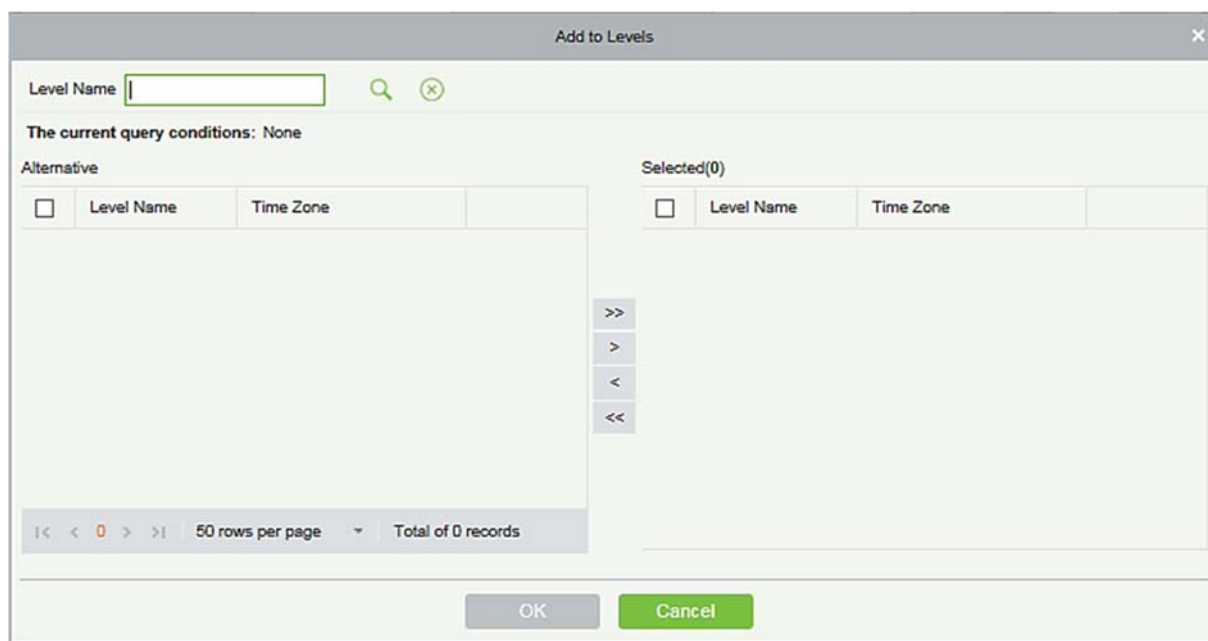 Add to Levels
Level Name
The current query conditions: None
Alternative
Selected(0)
Level Name Time Zone
Level Name Time Zone
>>
>
<
<<
|< < 0 > >| 50 rows per page Total of 0 records
OK Cancel